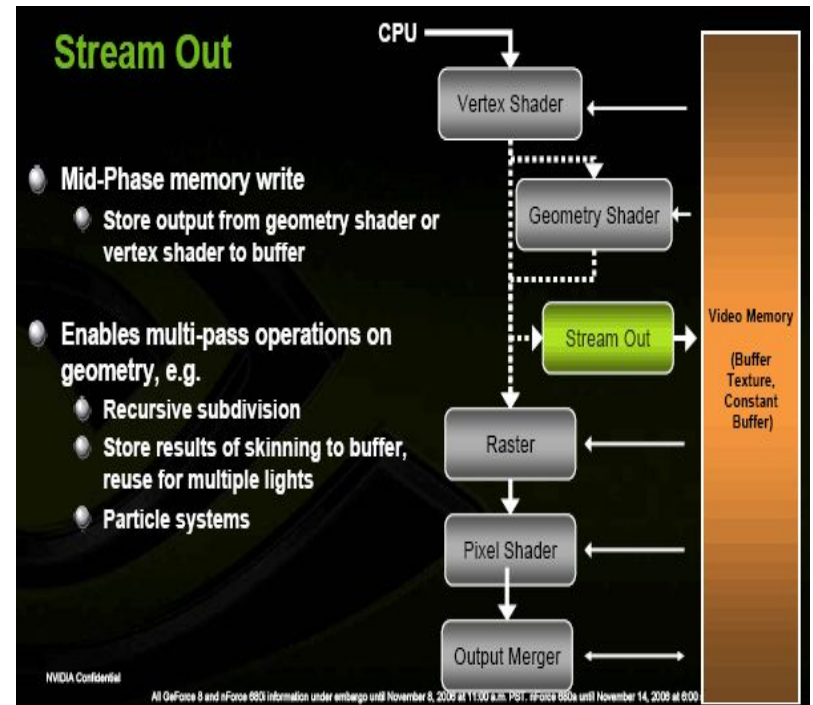 Stream Out
Mid-Phase memory write
Store output from geometry shader or
vertex shader to buffer
Enables multi-pass operations on
geometry, e.g.
Recursive subdivision
Store results of skinning to buffer,
reuse for multiple lights
Particle systems
CPU
Vertex Shader
Geometry Shader
Stream Out
Raster
Pixel Shader
Output Merger
Video Memory
(Buffer
Texture,
Constant
Buffer)
NVIDIA Confidential
All GeForce 8 and nForce 680i information under embargo until November 8, 2006 at 11:00 a.m. PST. nForce 680a until November 14, 2006 at 6:00